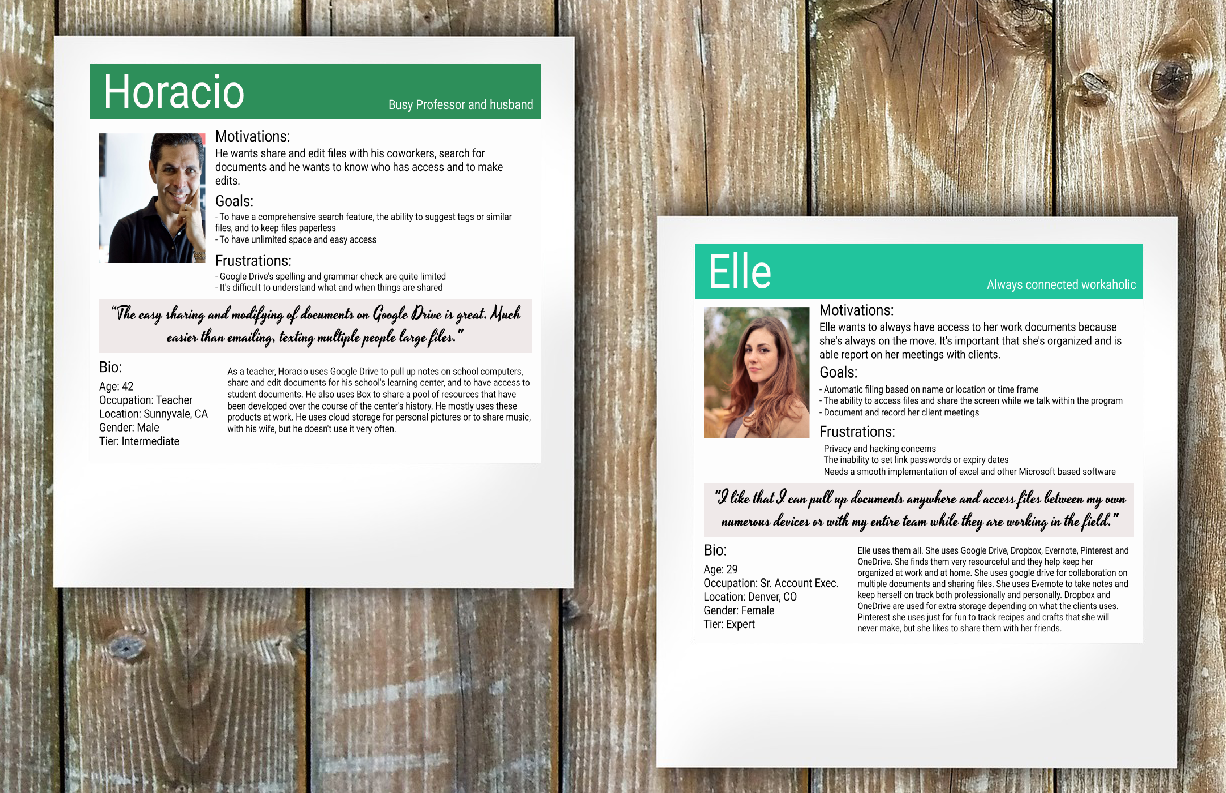 Horacio
Busy Professor and husband
Motivations:
He wants share and edit files with his coworkers, search for
documents and he wants to know who has access and to make
edits.
Goals:
- To have a comprehensive search feature, the ability to suggest tags or similar
files, and to keep files paperless
- To have unlimited space and easy access
Frustrations:
- Google Drive's spelling and grammar check are quite limited
- It's difficult to understand what and when things are shared
"The easy sharing and modifying of documents on Google Drive is great. Much
easier than emailing, texting multiple people large files."
Bio:
Age: 42
Occupation: Teacher
Location: Sunnyvale, CA
Gender: Male
Tier: Intermediate
As a teacher, Horacio uses Google Drive to pull up notes on school computers,
share and edit documents for his school's learning center, and to have access to
student documents. He also uses Box to share a pool of resources that have
been developed over the course of the center's history. He mostly uses these
products at work. He uses cloud storage for personal pictures or to share music,
with his wife, but he doesn't use it very often.
Elle
Always connected workaholic
Motivations:
Elle wants to always have access to her work documents because
she's always on the move. It's important that she's organized and is
able report on her meetings with clients.
Goals:
- Automatic filing based on name or location or time frame
- The ability to access files and share the screen while we talk within the program
- Document and record her client meetings
Frustrations:
Privacy and hacking concerns
The inability to set link passwords or expiry dates
Needs a smooth implementation of excel and other Microsoft based software
"I like that I can pull up documents anywhere and access files between my own
numerous devices or with my entire team while they are working in the field."
Bio:
Age: 29
Occupation: Sr. Account Exec.
Location: Denver, CO
Gender: Female
Tier: Expert
Elle uses them all. She uses Google Drive, Dropbox, Evernote, Pinterest and
OneDrive. She finds them very resourceful and they help keep her
organized at work and at home. She uses google drive for collaboration on
multiple documents and sharing files. She uses Evernote to take notes and
keep herself on track both professionally and personally. Dropbox and
OneDrive are used for extra storage depending on what the clients uses.
Pinterest she uses just for fun to track recipes and crafts that she will
never make, but she likes to share them with her friends.